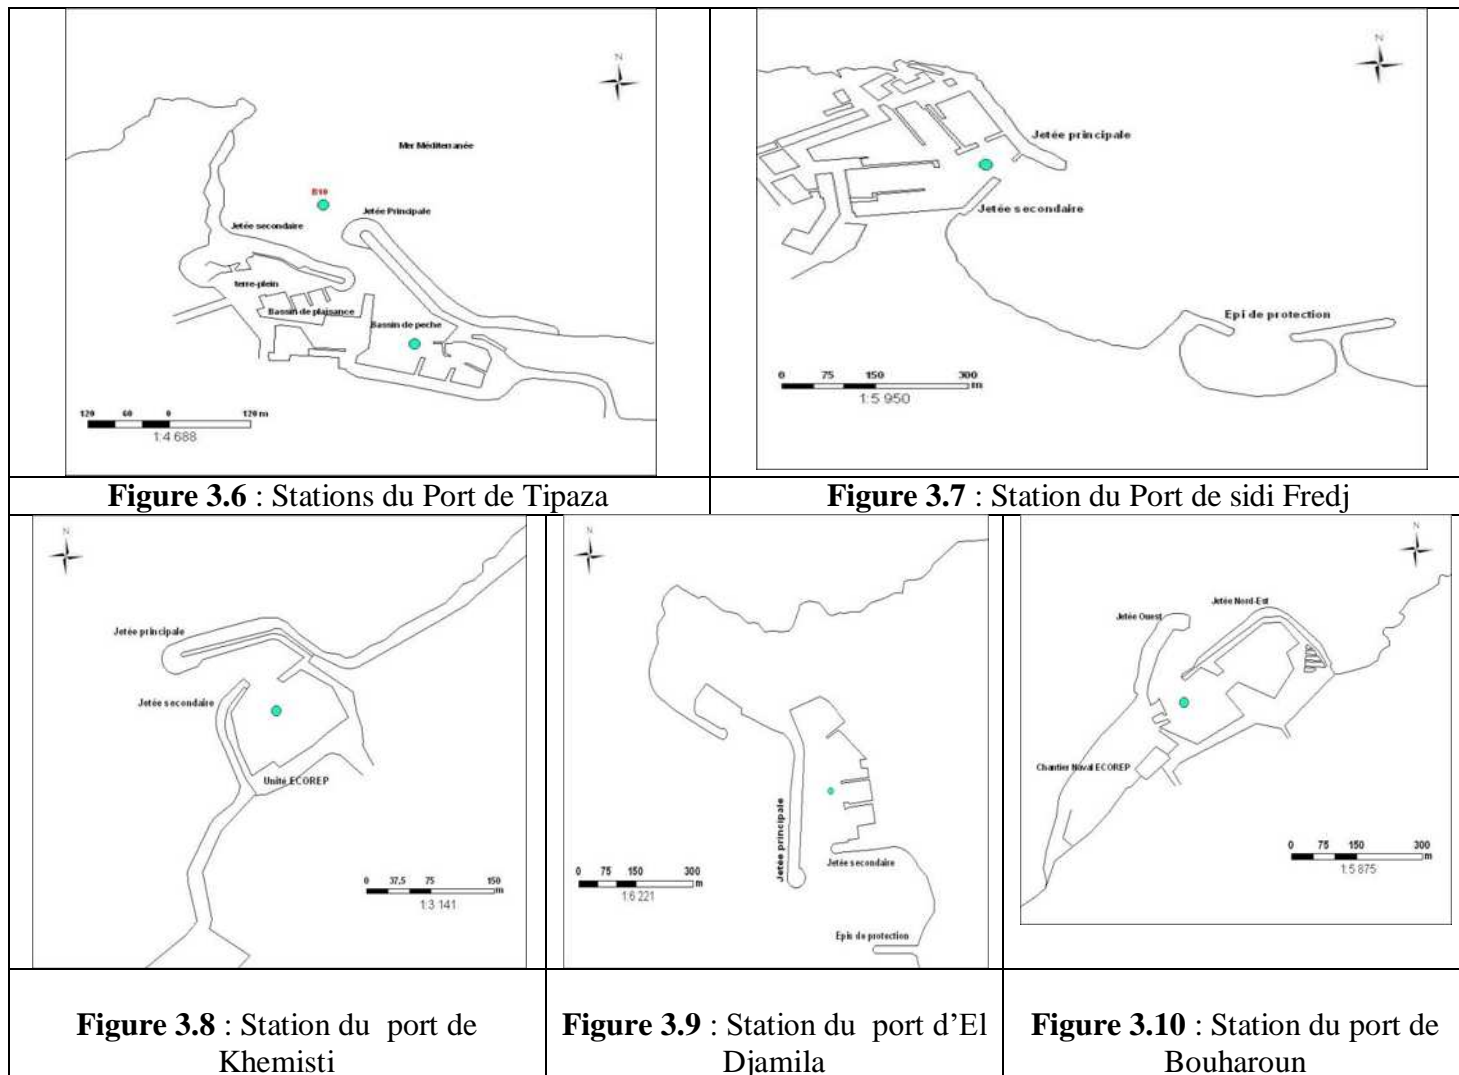 N
Mer Méditerranée
B10
Jetée Principale
Jetée secondaire
terre-plein
Bassin de plaisance
Bassin de peche
120 60 0 120 m
1:4 688
Figure 3.6 : Stations du Port de Tipaza
N
Jetée principale
Jetée secondaire
Epi de protection
0 75 150 300
m
1:5 950
Figure 3.7 : Station du Port de sidi Fredj
N
Jetée principale
Jetée secondaire
Unité ECOREP
0 37,5 75 150
m
1:3 141
Figure 3.8 : Station du port de
Khemisti
N
Jetée principale
Jetée secondaire
0 75 150 300
m
1:6 221
Epis de protection
Figure 3.9 : Station du port d’El
Djamila
N
Jetée Nord-Est
Jetée Ouest
Chantier Naval ECOREP
0 75 150 300
m
1:5 875
Figure 3.10 : Station du port de
Bouharoun